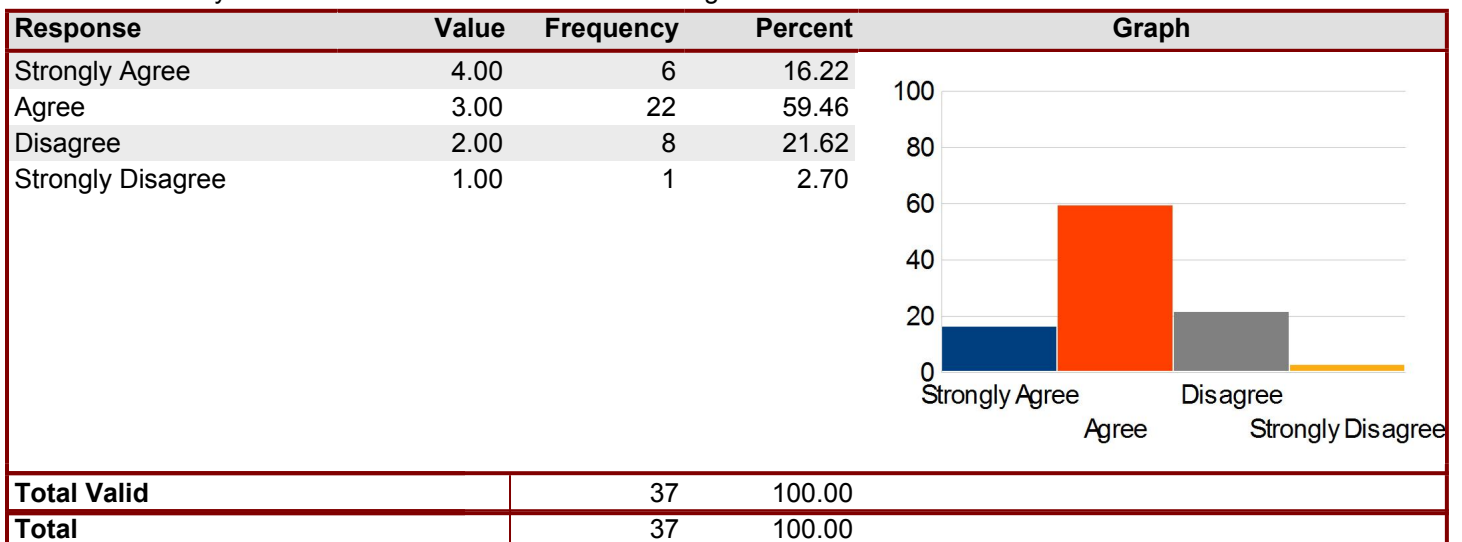 Response Value Frequency Percent Graph
Strongly Agree 4.00 6 16.22
Agree 3.00 22 59.46
Disagree 2.00 8 21.62
Strongly Disagree 1.00 1 2.70
100
80
60
40
20
0
Strongly Agree Disagree
Agree Strongly Disagree
Total Valid 37 100.00
Total 37 100.00